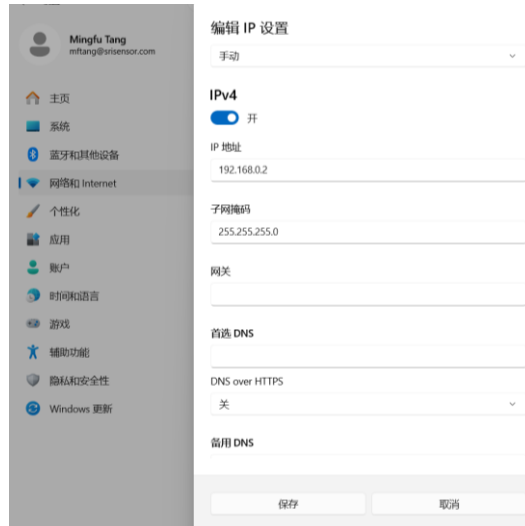 Mingfu Tang
mftang@srisensor.com
主页
系统
蓝牙和其他设备
网络和 Internet
个性化
应用
账户
时间和语言
游戏
辅助功能
隐私和安全性
Windows 更新
编辑 IP 设置
手动
IPv4
开
IP 地址
192.168.0.2
子网掩码
255.255.255.0
网关
首选 DNS
DNS over HTTPS
关
备用 DNS
保存
取消